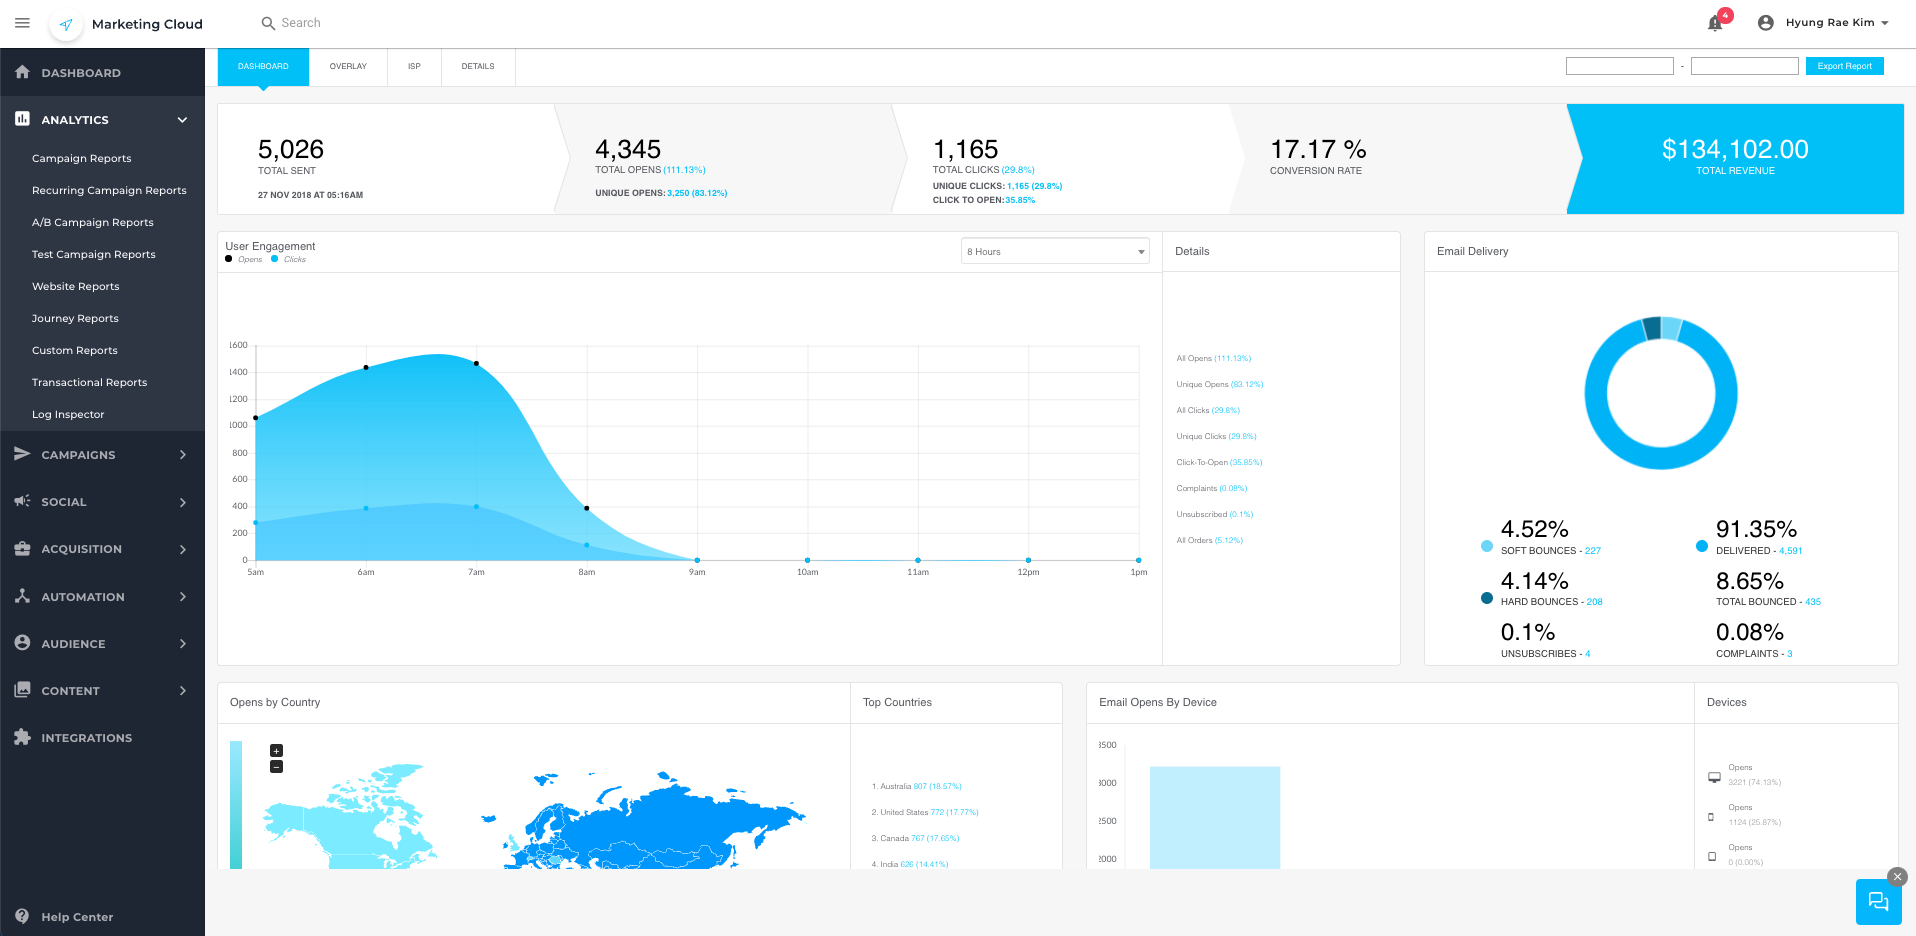 Marketing Cloud
Search
4
Hyung Rae Kim
DASHBOARD
ANALYTICS
Campaign Reports
Recurring Campaign Reports
A/B Campaign Reports
Test Campaign Reports
Website Reports
Journey Reports
Custom Reports
Transactional Reports
Log Inspector
CAMPAIGNS
SOCIAL
ACQUISITION
AUTOMATION
AUDIENCE
CONTENT
INTEGRATIONS
Help Center
DASHBOARD OVERLAY ISP DETAILS
- Export Report
5,026
TOTAL SENT
27 NOV 2018 AT 05:16AM
4,345
TOTAL OPENS (111.13%)
UNIQUE OPENS: 3,250 (83.12%)
1,165
TOTAL CLICKS (29.8%)
UNIQUE CLICKS: 1,165 (29.8%)
CLICK TO OPEN: 35.85%
17.17 %
CONVERSION RATE
$134,102.00
TOTAL REVENUE
User Engagement
Opens Clicks
8 Hours
1600
1400
1200
1000
800
600
400
200
0
5am 6am 7am 8am 9am 10am 11am 12pm 1pm
Details
All Opens (111.13%)
Unique Opens (83.12%)
All Clicks (29.8%)
Unique Clicks (29.8%)
Click-To-Open (35.85%)
Complaints (0.08%)
Unsubscribed (0.1%)
All Orders (5.12%)
Email Delivery
4.52%
SOFT BOUNCES - 227
91.35%
DELIVERED - 4,591
4.14%
HARD BOUNCES - 208
8.65%
TOTAL BOUNCED - 435
0.1%
UNSUBSCRIBES - 4
0.08%
COMPLAINTS - 3
Opens by Country
+
−
Top Countries
1. Australia 807 (18.57%)
2. United States 772 (17.77%)
3. Canada 767 (17.65%)
4. India 626 (14.41%)
Email Opens By Device
3500
3000
2500
2000
Devices
Opens
3221 (74.13%)
Opens
1124 (25.87%)
Opens
0 (0.00%)